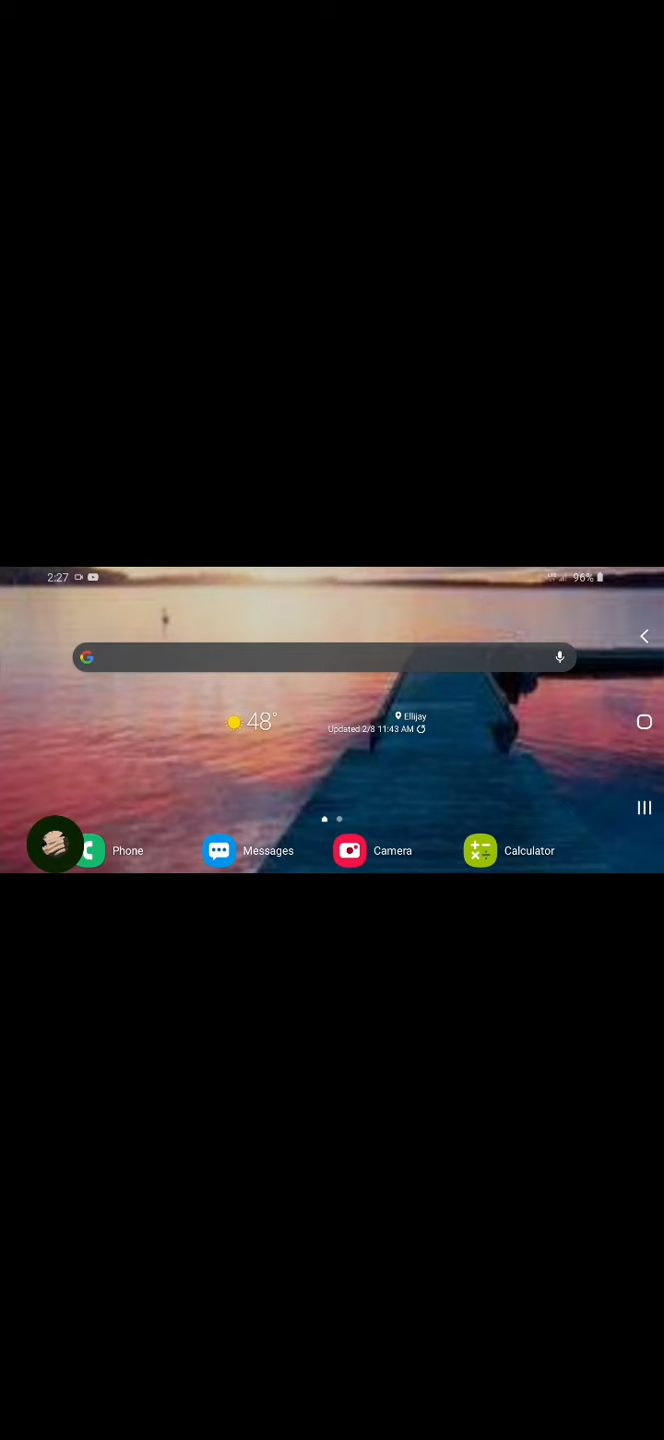 2:27
96%
48°
Ellijay
Updated 2/8 11:43 AM
Phone
Messages
Camera
Calculator